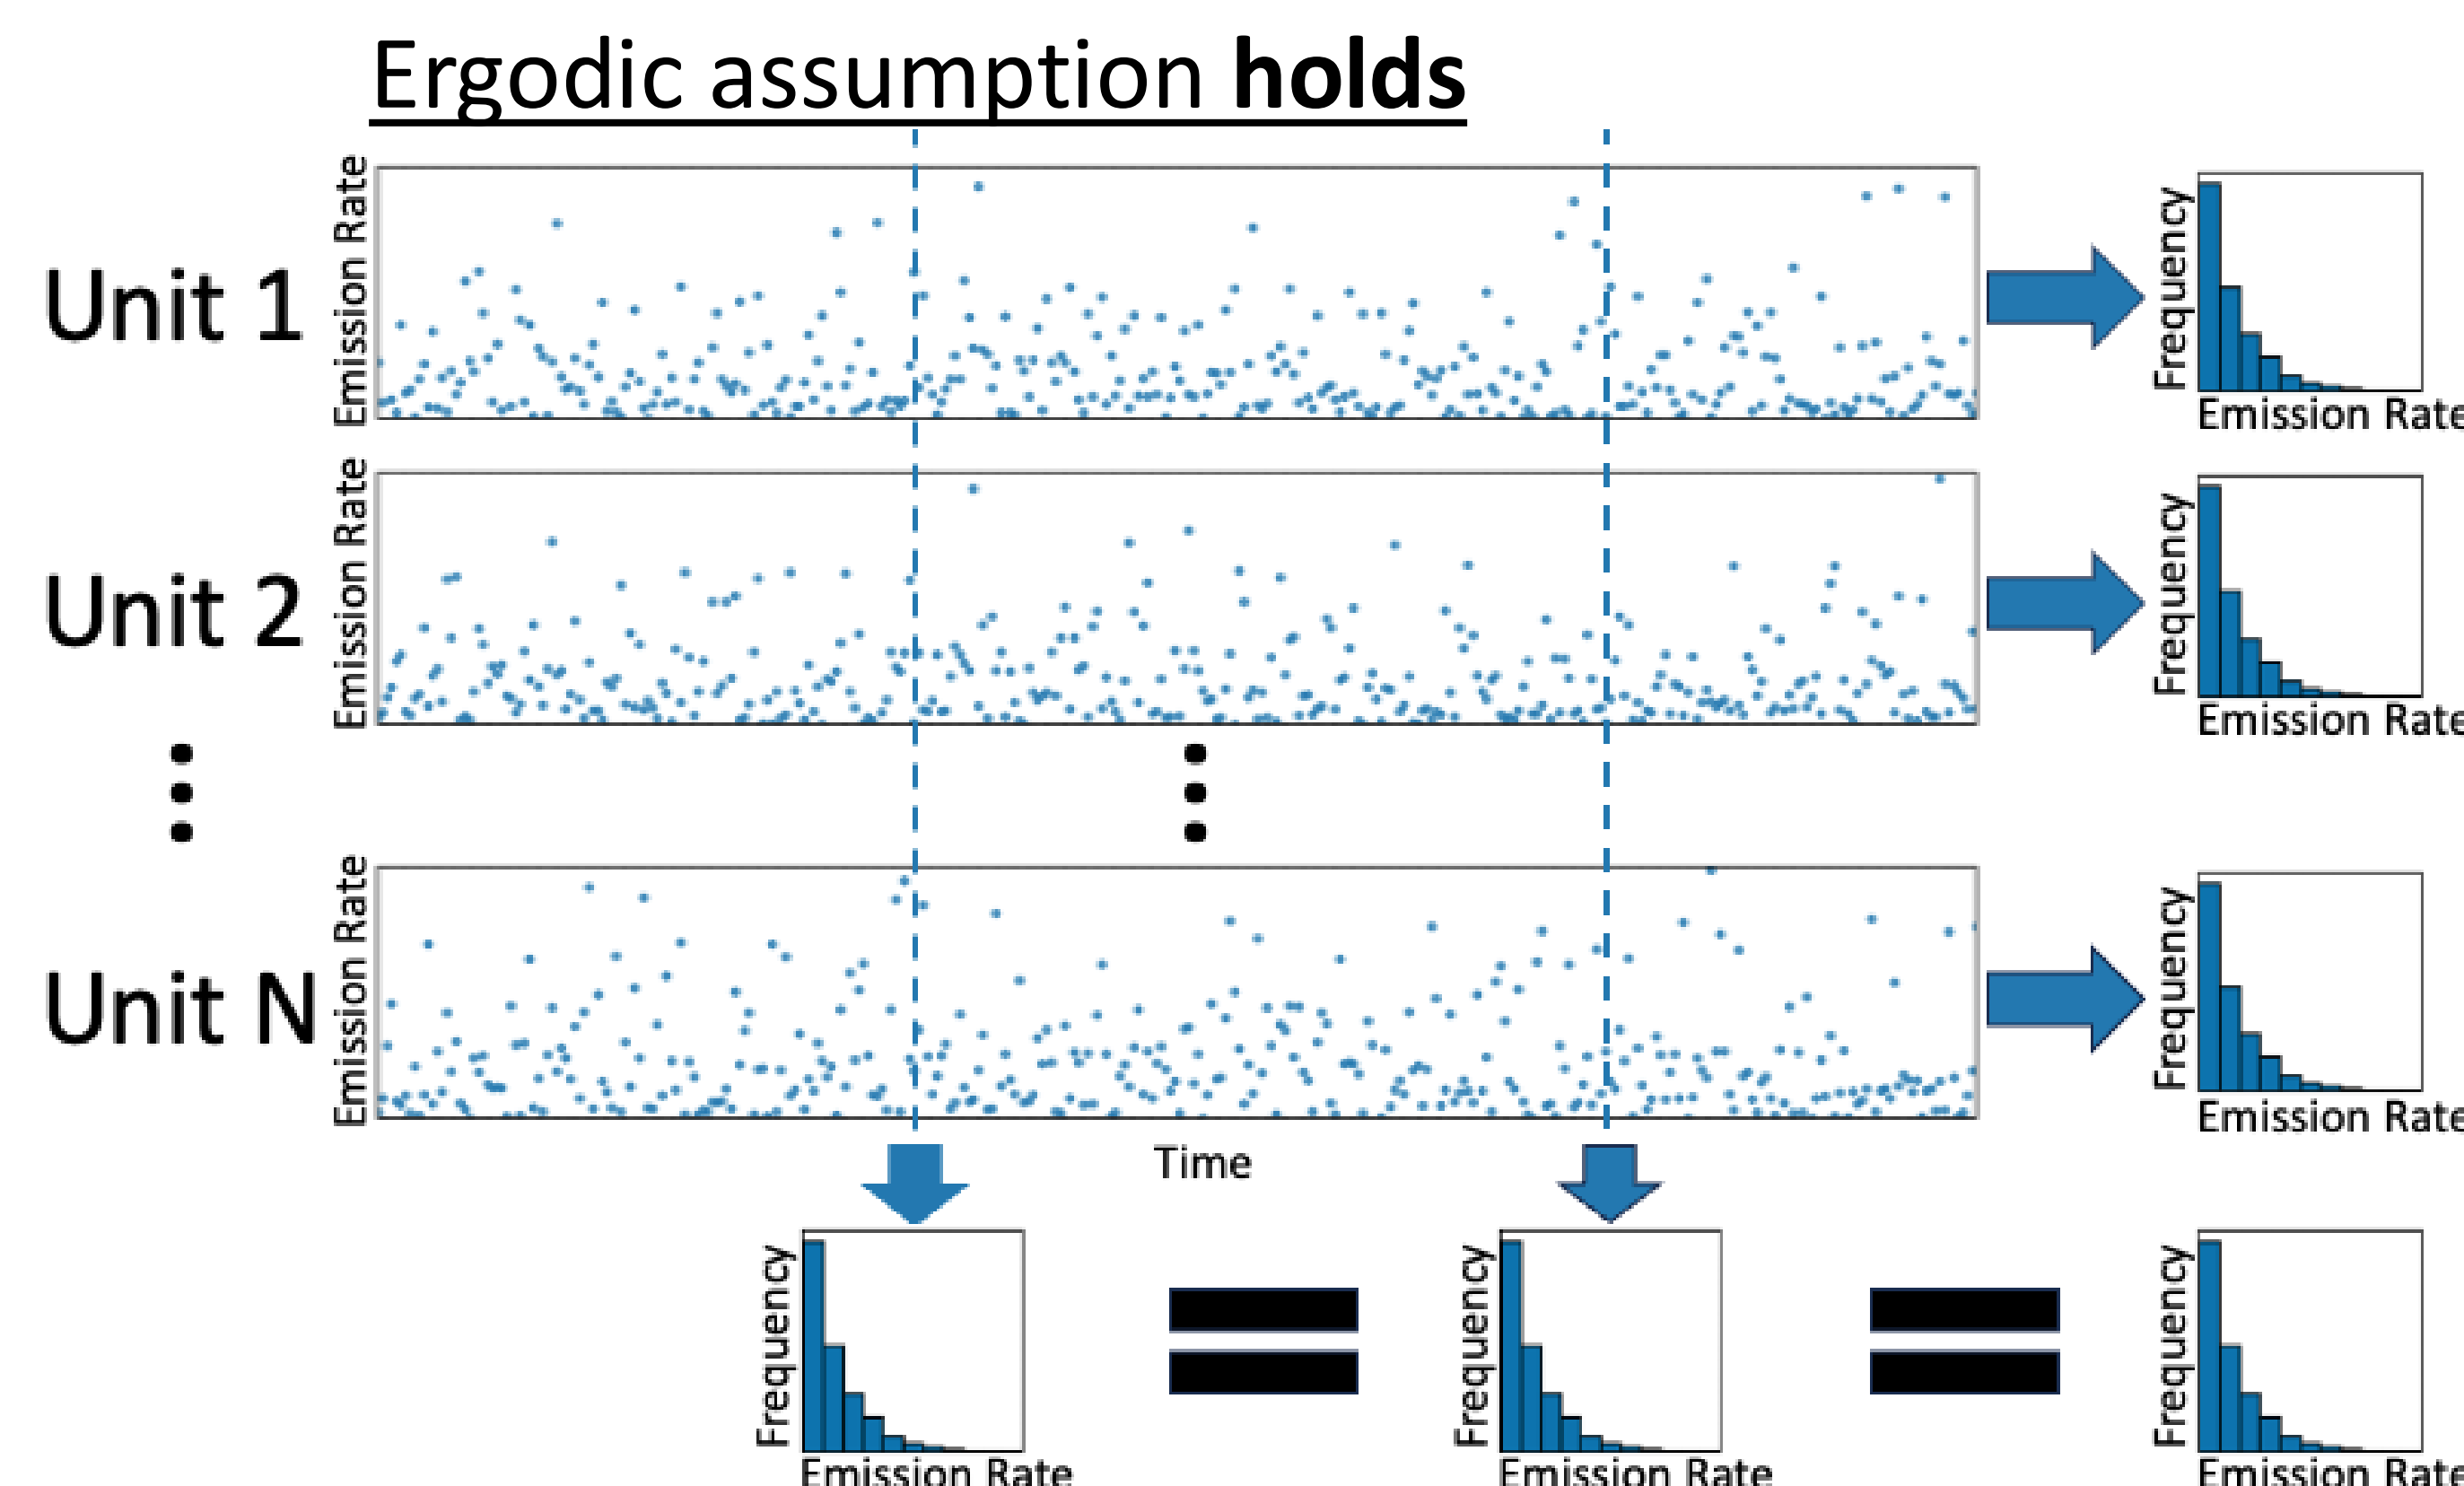 Ergodic assumption holds
Unit 1
Emission Rate
Frequency
Emission Rate
Unit 2
Emission Rate
Frequency
Emission Rate
Unit N
Emission Rate
Frequency
Emission Rate
Time
Frequency
Emission Rate
Frequency
Emission Rate
Frequency
Emission Rate